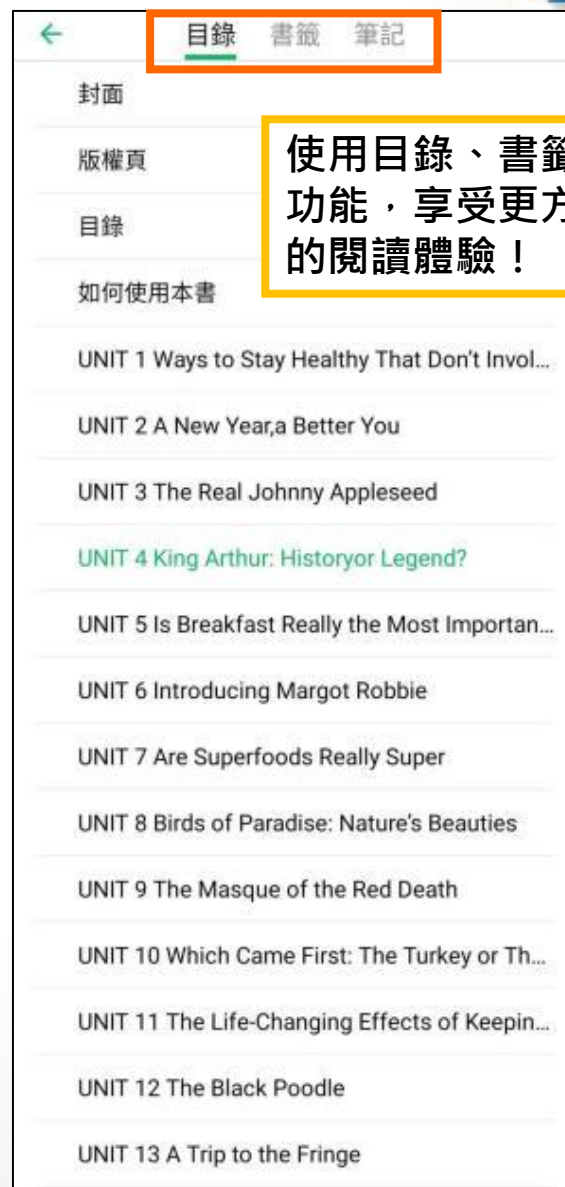 目錄 書籤 筆記
封面
版權頁
目錄
如何使用本書
使用目錄、書籤
功能，享受更方
的閱讀體驗！
UNIT 1 Ways to Stay Healthy That Don't Invol...
UNIT 2 A New Year,a Better You
UNIT 3 The Real Johnny Appleseed
UNIT 4 King Arthur: Historyor Legend?
UNIT 5 Is Breakfast Really the Most Importan...
UNIT 6 Introducing Margot Robbie
UNIT 7 Are Superfoods Really Super
UNIT 8 Birds of Paradise: Nature's Beauties
UNIT 9 The Masque of the Red Death
UNIT 10 Which Came First: The Turkey or Th...
UNIT 11 The Life-Changing Effects of Keepin...
UNIT 12 The Black Poodle
UNIT 13 A Trip to the Fringe